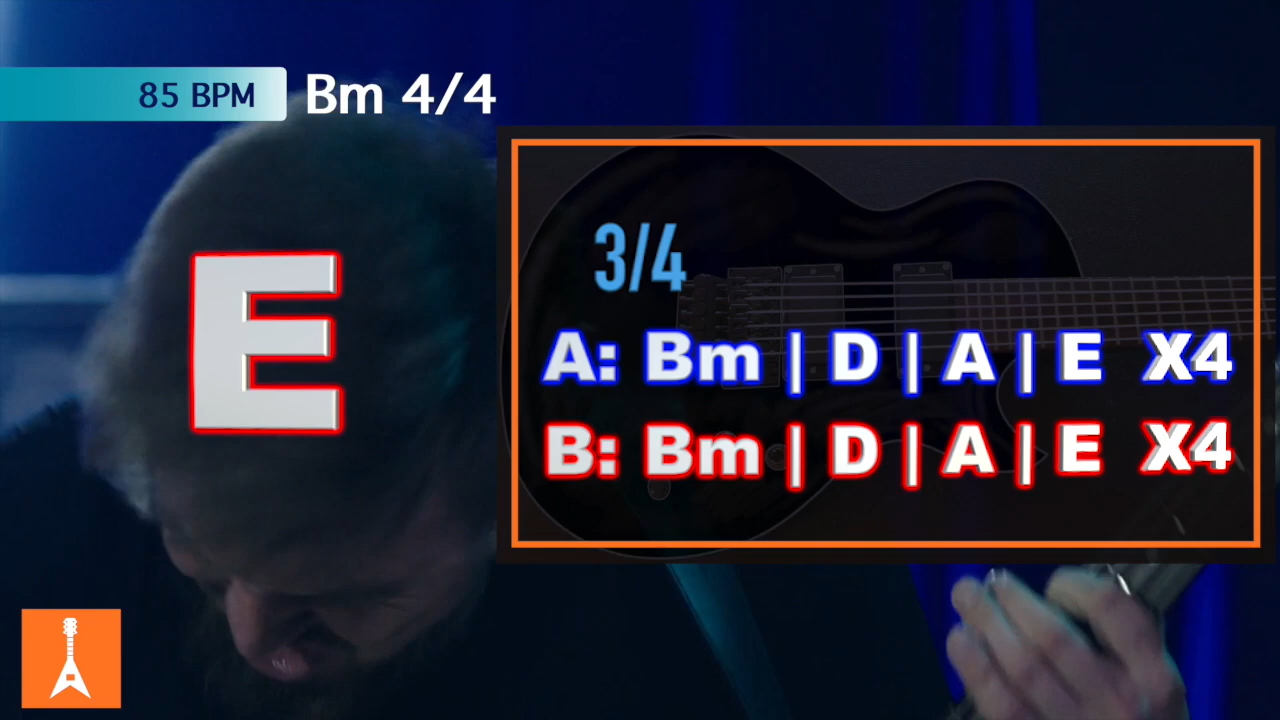 85 BPM Bm 4/4
E
3/4
A: Bm | D | A | E X4
B: Bm | D | A | E X4